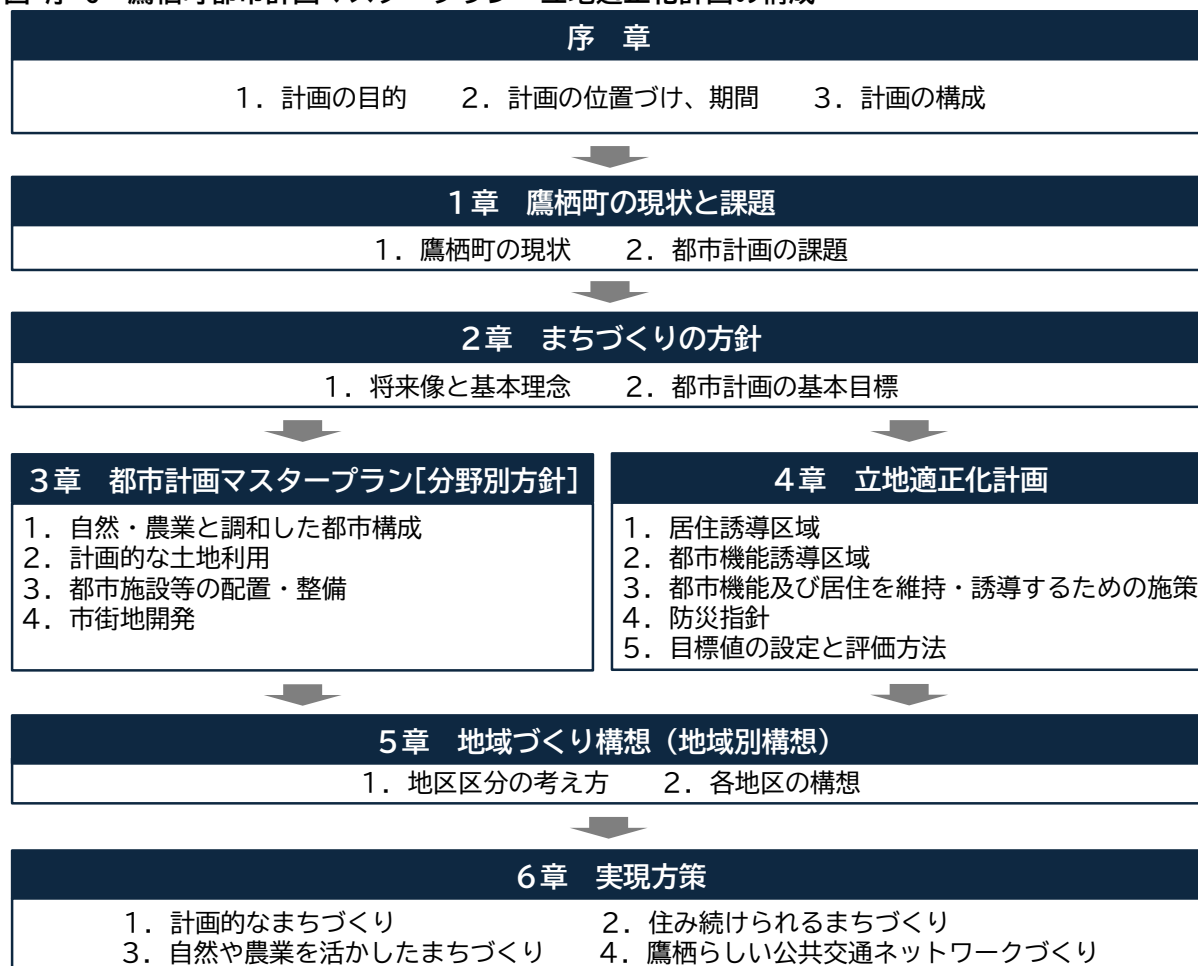 序 章
1．計画の目的　2．計画の位置づけ、期間　3．計画の構成
1章　鷹栖町の現状と課題
1．鷹栖町の現状　2．都市計画の課題
2章　まちづくりの方針
1．将来像と基本理念　2．都市計画の基本目標
3章　都市計画マスタープラン[分野別方針]
1．自然・農業と調和した都市構成
2．計画的な土地利用
3．都市施設等の配置・整備
4．市街地開発
4章　立地適正化計画
1．居住誘導区域
2．都市機能誘導区域
3．都市機能及び居住を維持・誘導するための施策
4．防災指針
5．目標値の設定と評価方法
5章　地域づくり構想（地域別構想）
1．地区区分の考え方　2．各地区の構想
6章　実現方策
1．計画的なまちづくり　2．住み続けられるまちづくり
3．自然や農業を活かしたまちづくり　4．鷹栖らしい公共交通ネットワークづくり